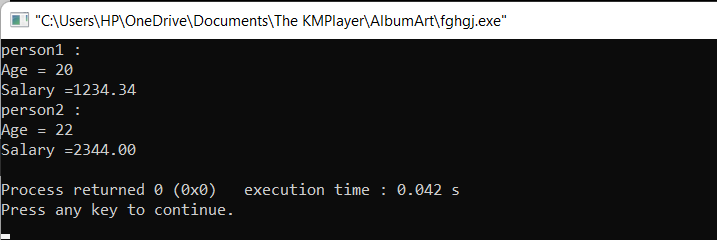 "C:\Users\HP\OneDrive\Documents\The KMPlayer\AlbumArt\fghgj.exe"
person1 :
Age = 20
Salary =1234.34
person2 :
Age = 22
Salary =2344.00
Process returned 0 (0x0)   execution time : 0.042 s
Press any key to continue.